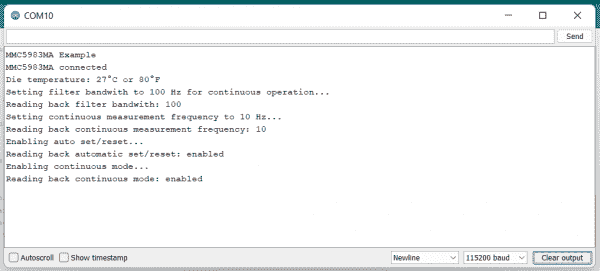 COM10
Send
MMC5983MA Example
MMC5983MA connected
Die temperature: 27°C or 80°F
Setting filter bandwith to 100 Hz for continuous operation...
Reading back filter bandwith: 100
Setting continuous measurement frequency to 10 Hz...
Reading back continuous measurement frequency: 10
Enabling auto set/reset...
Reading back automatic set/reset: enabled
Enabling continuous mode...
Reading back continuous mode: enabled
Autoscroll Show timestamp Newline 115200 baud Clear output